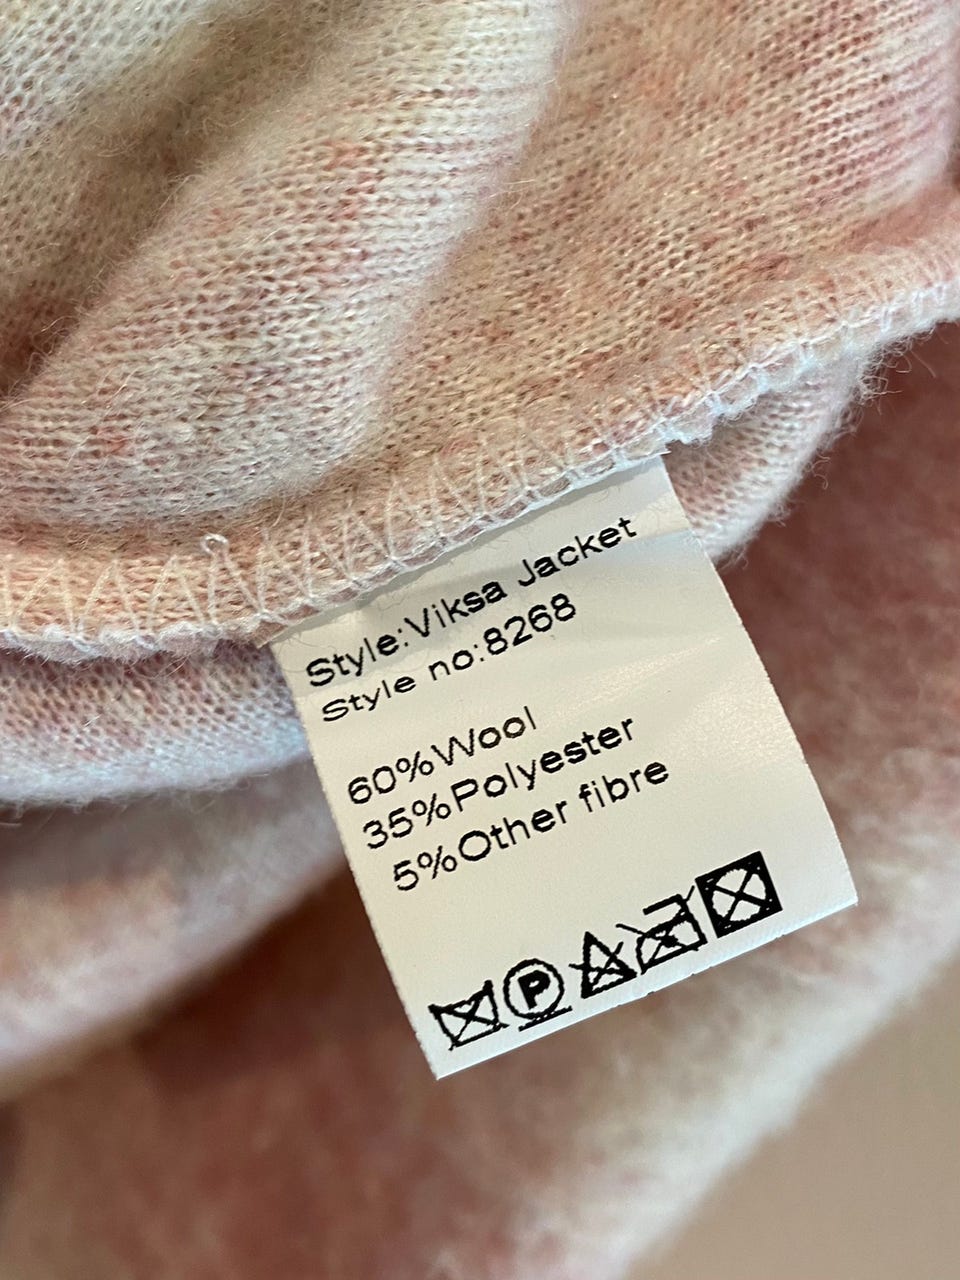 Style:Viksa Jacket
Style no:8268
60%Wool
35%Polyester
5%Other fibre
P